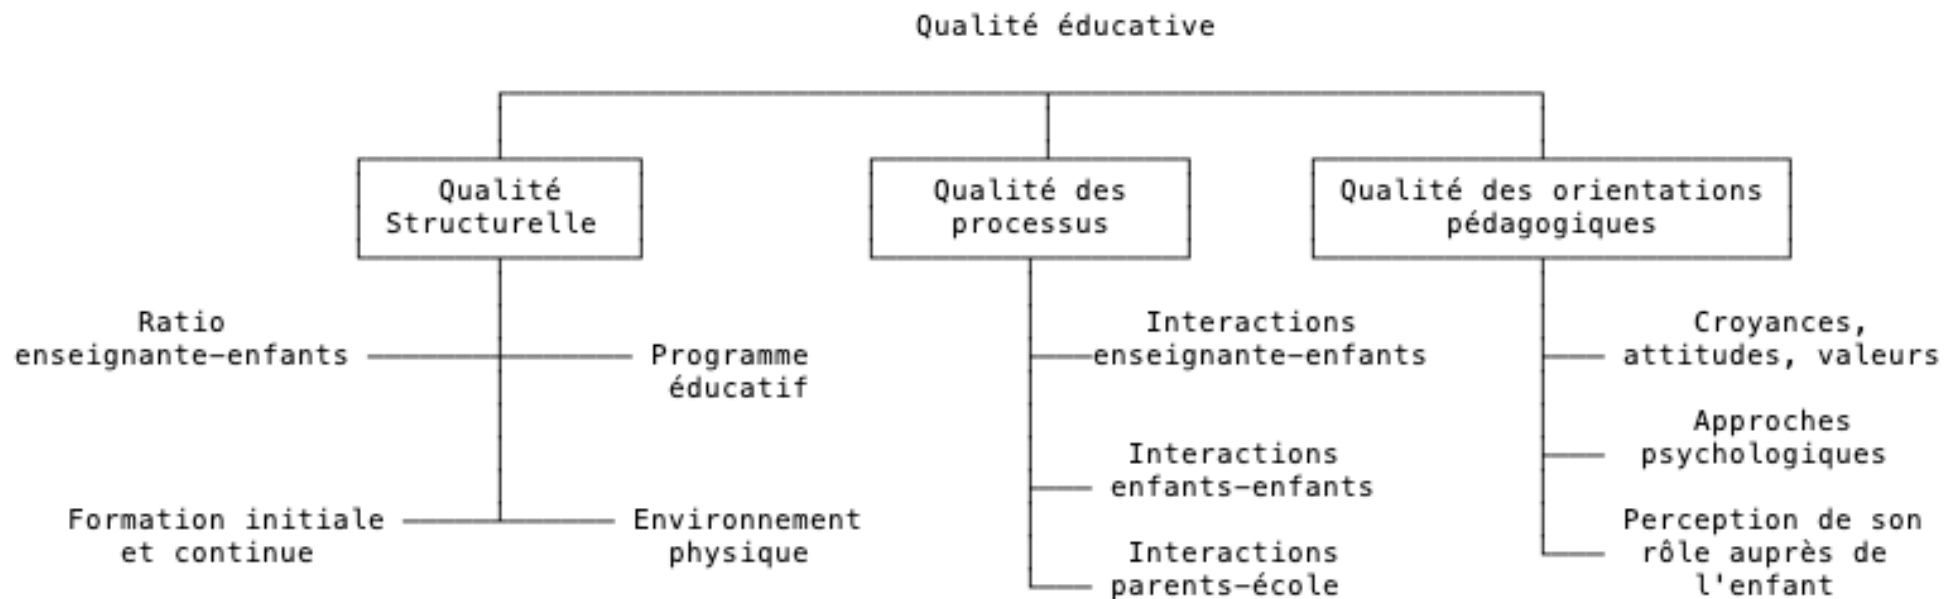 Qualité éducative
Qualité
Structurelle
Qualité des
processus
Qualité des orientations
pédagogiques
Ratio
enseignante-enfants
Programme
éducatif
Formation initiale
et continue
Environnement
physique
Interactions
enseignante-enfants
Interactions
enfants-enfants
Interactions
parents-école
Croyances,
attitudes, valeurs
Approches
psychologiques
Perception de son
rôle auprès de
l'enfant